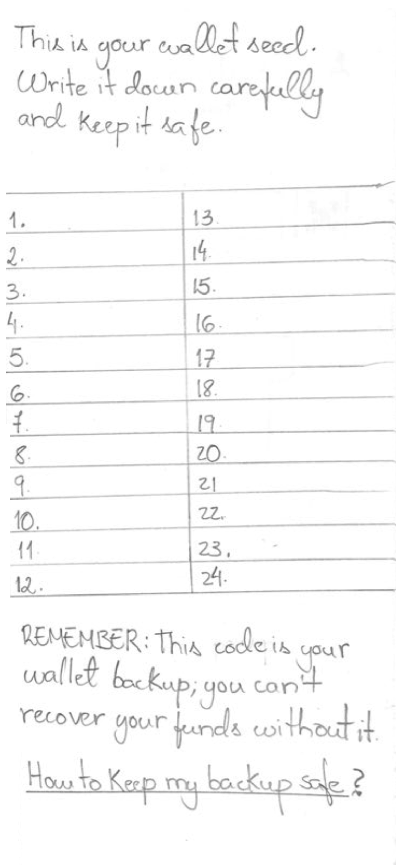 This is your wallet seed.
Write it down carefully
and keep it safe.
1. 13.
2. 14.
3. 15.
4. 16.
5. 17
6. 18.
7. 19.
8. 20.
9. 21
10. 22.
11. 23.
12. 24.
REMEMBER: This code is your
wallet backup; you can't
recover your funds without it.
How to Keep my backup safe?